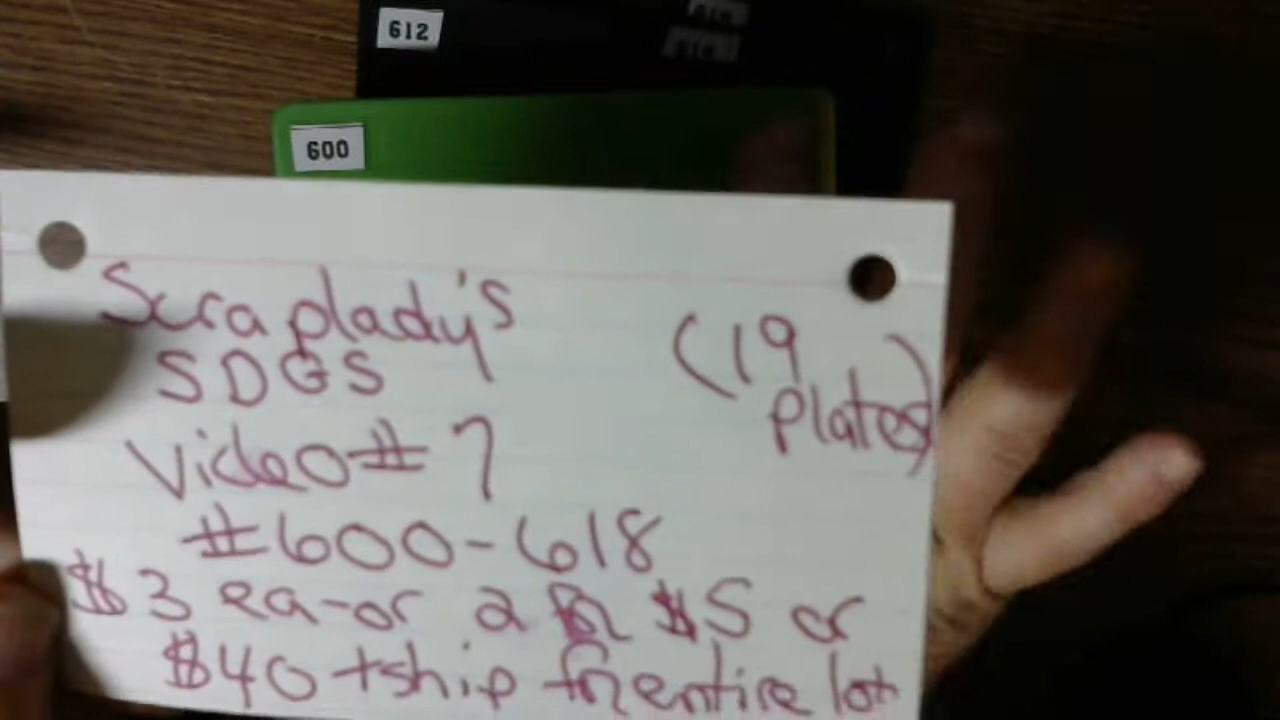 612
600
Scraplady's
SDGS
(19 plates)
Video # 7
#600-618
$3 ea-or 2 for $5 or
$40 + ship for entire lot